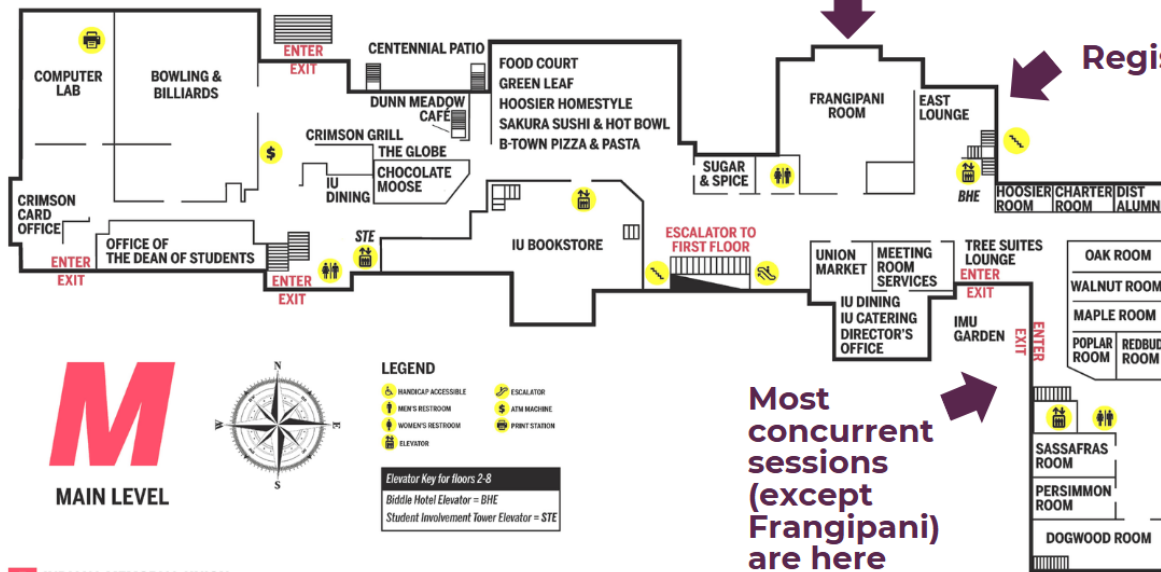 ENTER
EXIT
COMPUTER
LAB
BOWLING &
BILLIARDS
$
CRIMSON
CARD
OFFICE
OFFICE OF
THE DEAN OF STUDENTS
ENTER
EXIT
ENTER
EXIT
STE
CENTENNIAL PATIO
DUNN MEADOW
CAFÉ
CRIMSON GRILL
THE GLOBE
CHOCOLATE
MOOSE
IU
DINING
FOOD COURT
GREEN LEAF
HOOSIER HOMESTYLE
SAKURA SUSHI & HOT BOWL
B-TOWN PIZZA & PASTA
IU BOOKSTORE
ESCALATOR TO
FIRST FLOOR
SUGAR
& SPICE
FRANGIPANI
ROOM
EAST
LOUNGE
BHE
Regis
HOOSIER
ROOM
CHARTER
ROOM
DIST
ALUMN
UNION
MARKET
MEETING
ROOM
SERVICES
IU DINING
IU CATERING
DIRECTOR'S
OFFICE
TREE SUITES
LOUNGE
ENTER
EXIT
IMU
GARDEN
EXIT
ENTER
OAK ROOM
WALNUT ROOM
MAPLE ROOM
POPLAR
ROOM
REDBUD
ROOM
SASSAFRAS
ROOM
PERSIMMON
ROOM
DOGWOOD ROOM
Most
concurrent
sessions
(except
Frangipani)
are here
M
MAIN LEVEL
N
W
E
S
LEGEND
HANDICAP ACCESSIBLE
MEN'S RESTROOM
WOMEN'S RESTROOM
ELEVATOR
ESCALATOR
$ ATM MACHINE
PRINT STATION
Elevator Key for floors 2-8
Biddle Hotel Elevator = BHE
Student Involvement Tower Elevator = STE